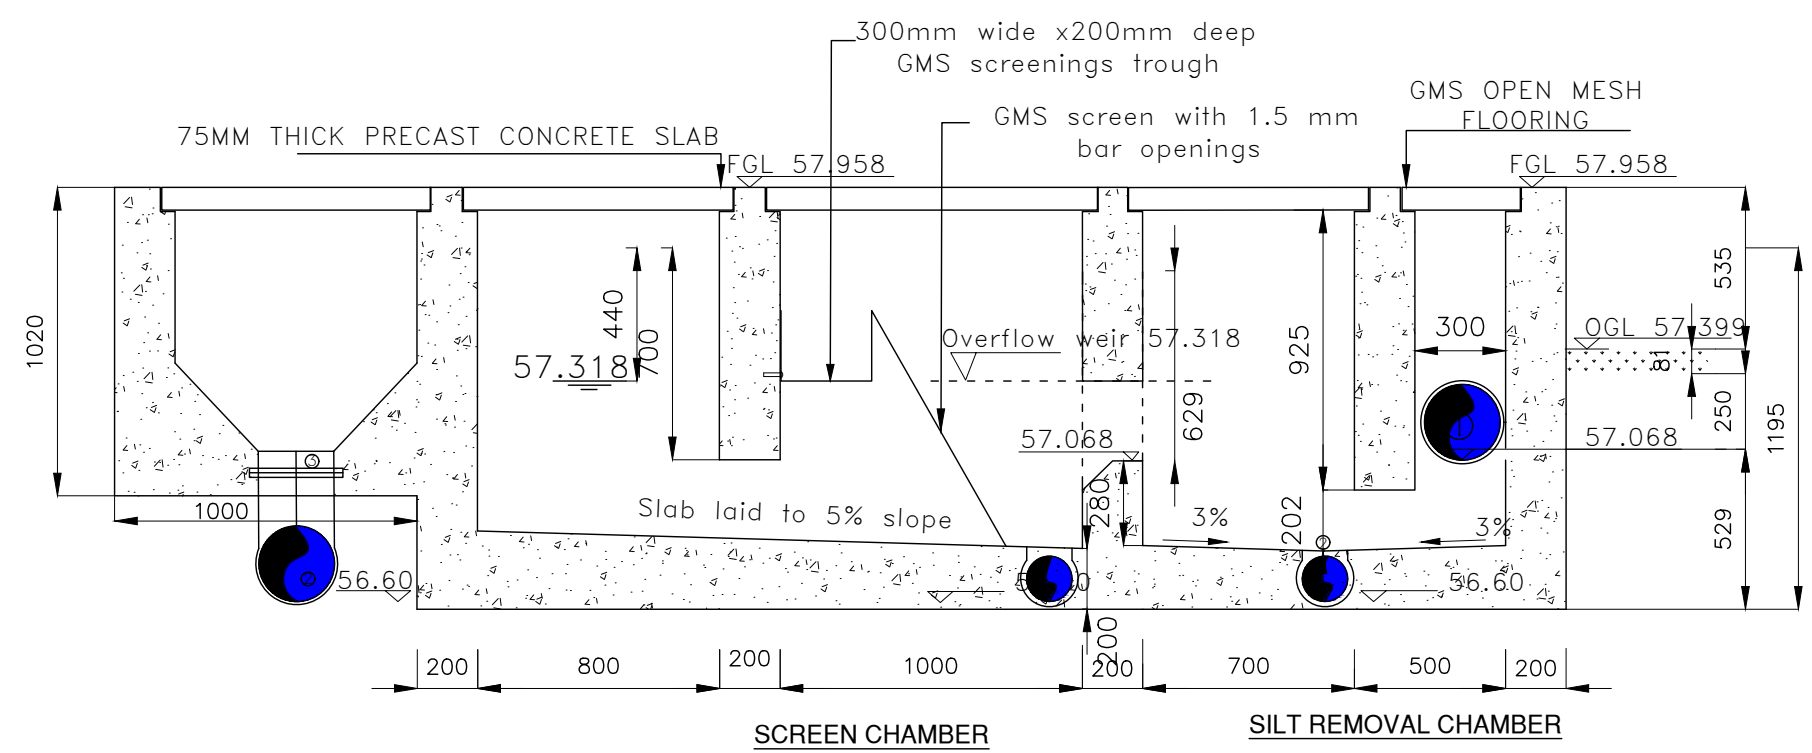 300mm wide x200mm deep
GMS screenings trough
GMS OPEN MESH
FLOORING
GMS screen with 1.5 mm
bar openings
75MM THICK PRECAST CONCRETE SLAB
FGL 57.958
FGL 57.958
535
1020
440
700
57.318
Overflow weir 57.318
925
300
OGL 57.399
81
629
250
1195
57.068
57.068
1
3
1000
Slab laid to 5% slope
280
3%
202
3%
529
2
2
56.60
56.60
200
200
800
200
1000
200
700
500
200
SCREEN CHAMBER
SILT REMOVAL CHAMBER